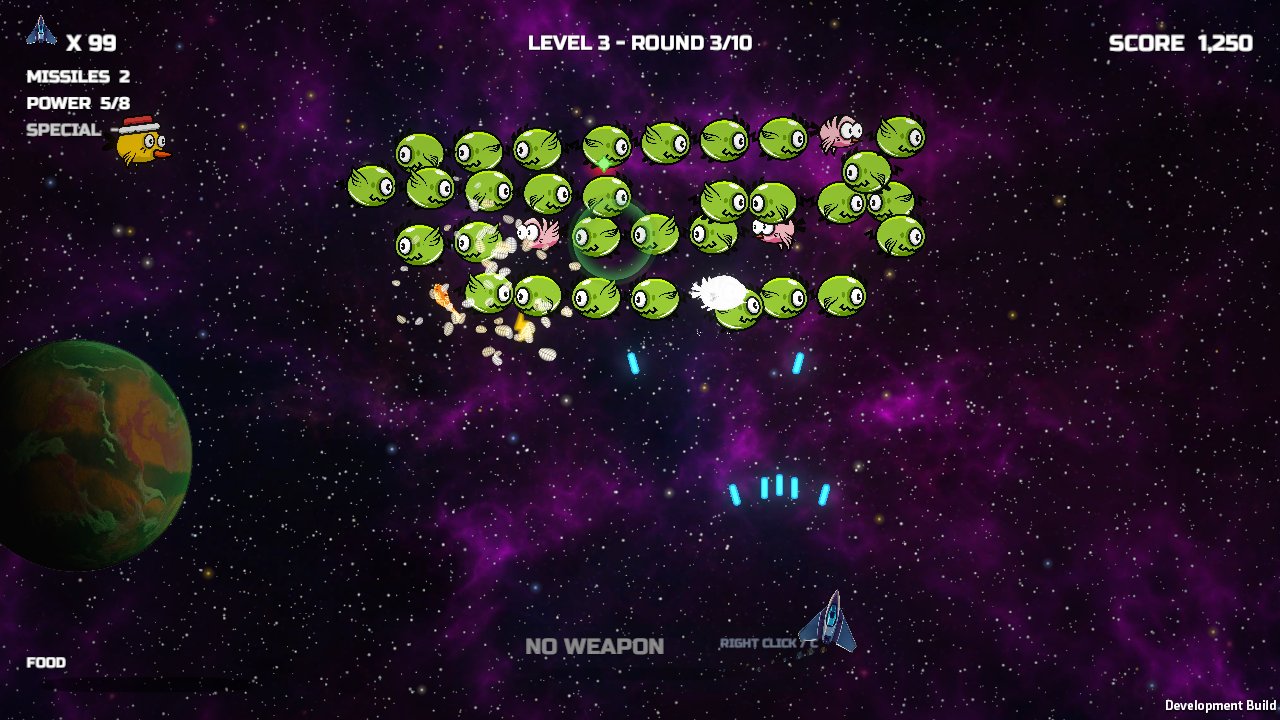 X 99
LEVEL 3 - ROUND 3/10
SCORE 1,250
MISSILES 2
POWER 5/8
SPECIAL -
NO WEAPON
RIGHT CLICK / C
FOOD
Development Build